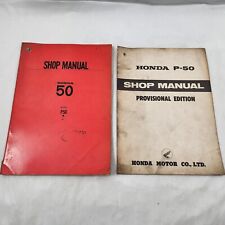 SHOP MANUAL
50
HONDA P-50
SHOP MANUAL
PROVISIONAL EDITION
HONDA MOTOR CO., LTD.